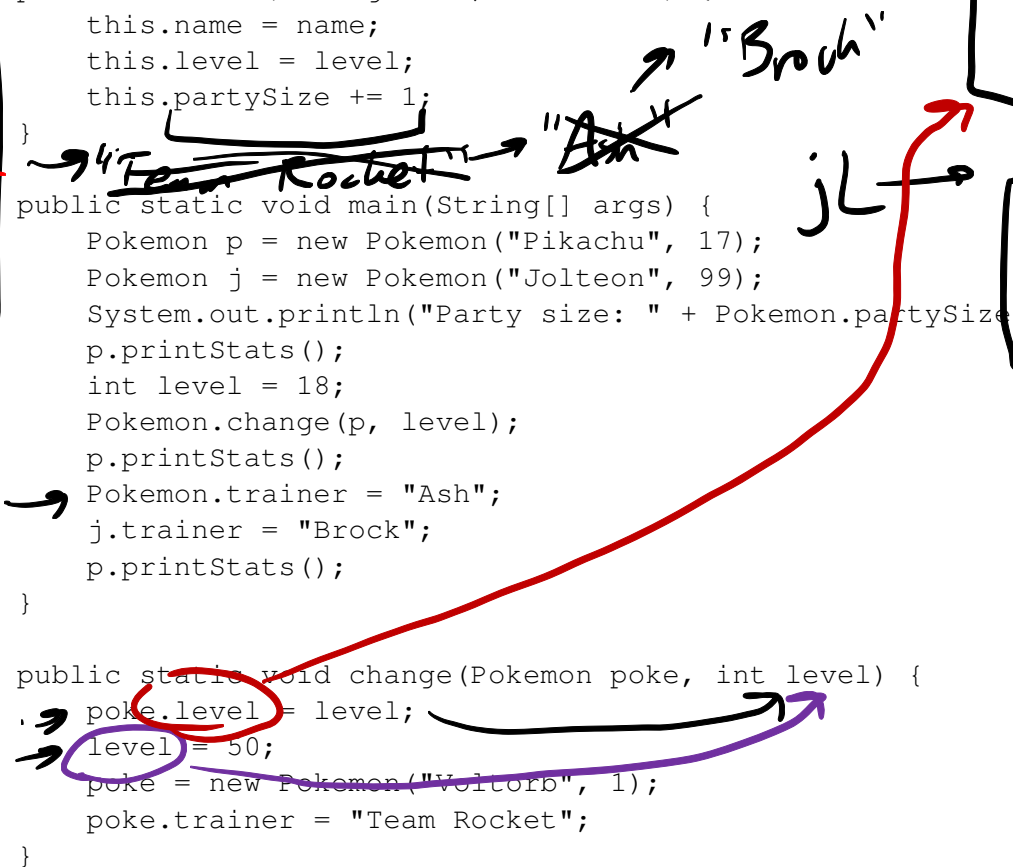 this.name = name;
this.level = level;
this.partySize += 1;
}
"Team Rocket" "Ash" "Brock"
jL
public static void main(String[] args) {
Pokemon p = new Pokemon("Pikachu", 17);
Pokemon j = new Pokemon("Jolteon", 99);
System.out.println("Party size: " + Pokemon.partySize
p.printStats();
int level = 18;
Pokemon.change(p, level);
p.printStats();
Pokemon.trainer = "Ash";
j.trainer = "Brock";
p.printStats();
}
public static void change(Pokemon poke, int level) {
poke.level = level;
level = 50;
poke = new Pokemon("Voltorb", 1);
poke.trainer = "Team Rocket";
}